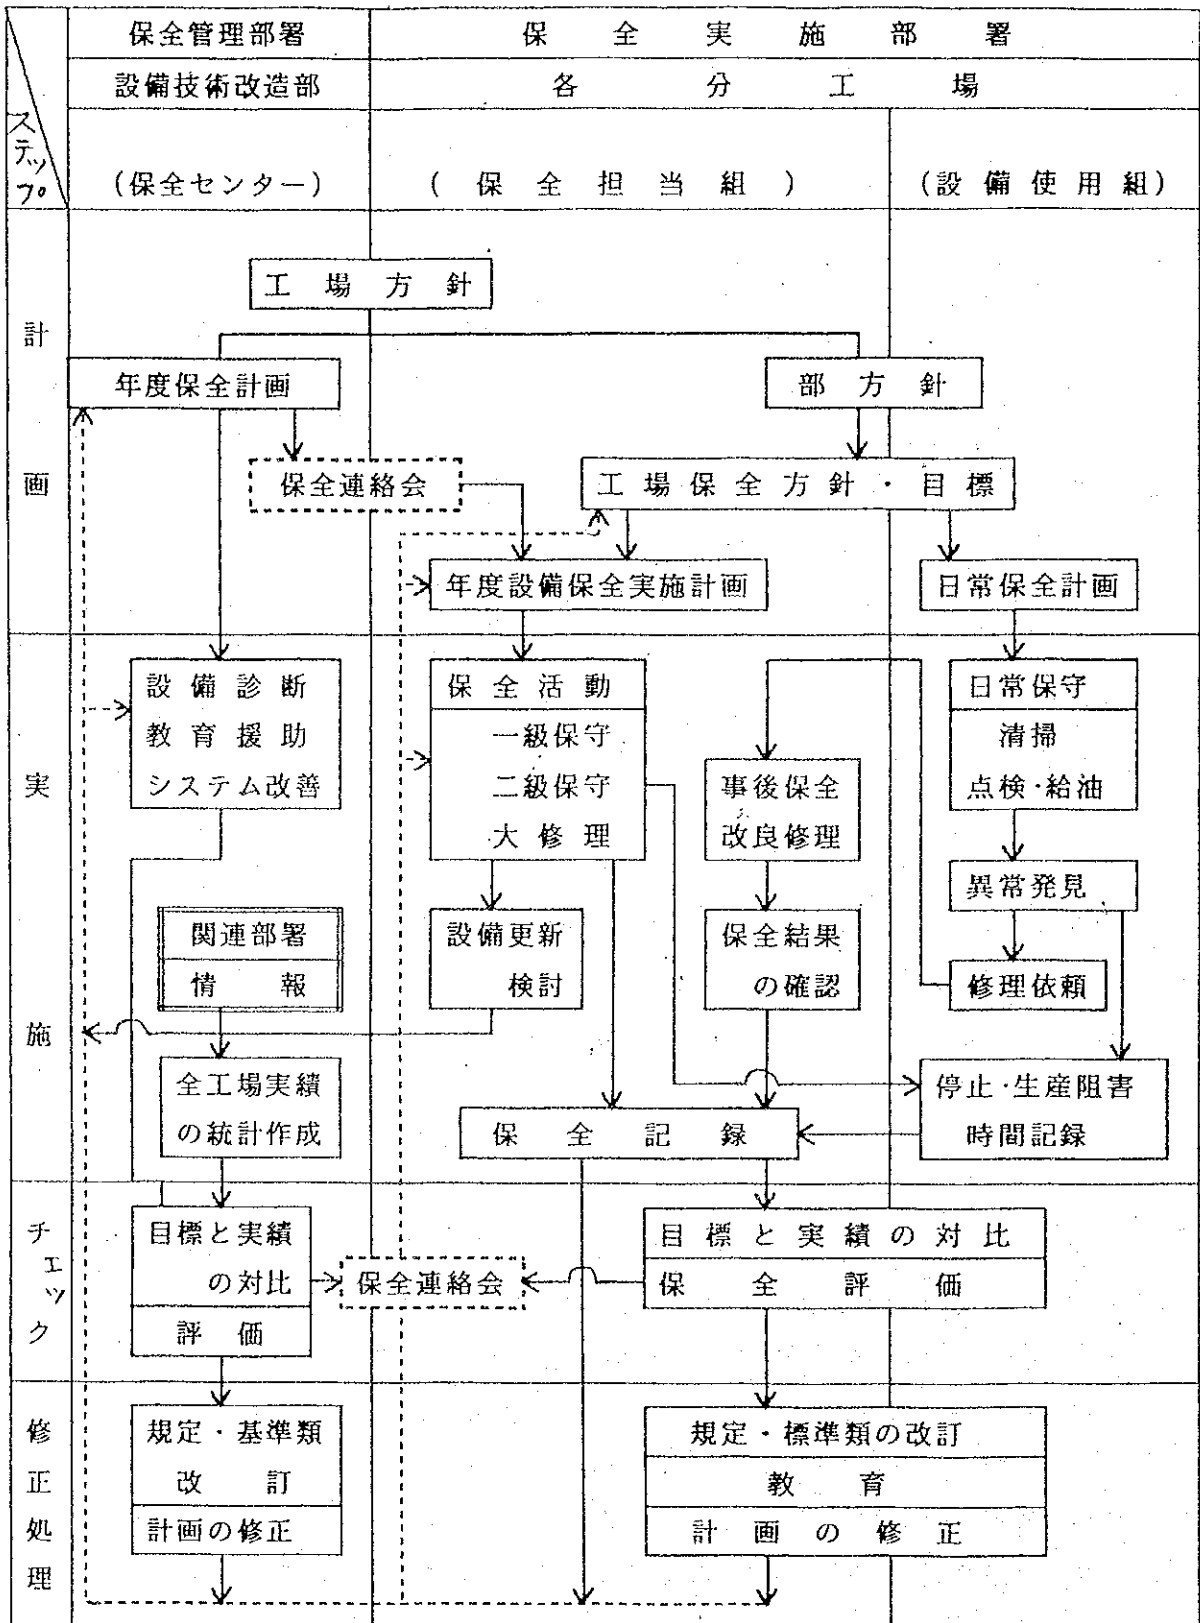 ステップ
保全管理部署
保全実施部署
設備技術改造部
各分工場
(保全センター)
(保全担当組)
(設備使用組)
計画
工場方針
年度保全計画
部方針
保全連絡会
工場保全方針・目標
年度設備保全実施計画
日常保全計画
実施
設備診断
教育援助
システム改善
保全活動
一級保守
二級保守
大修理
事後保全
改良修理
日常保守
清掃
点検・給油
異常発見
関連部署
情報
設備更新
検討
保全結果
の確認
修理依頼
全工場実績
の統計作成
保全記録
停止・生産阻害
時間記録
チェック
目標と実績
の対比
評価
保全連絡会
目標と実績の対比
保全評価
修正処理
規定・基準類
改訂
計画の修正
規定・標準類の改訂
教育
計画の修正